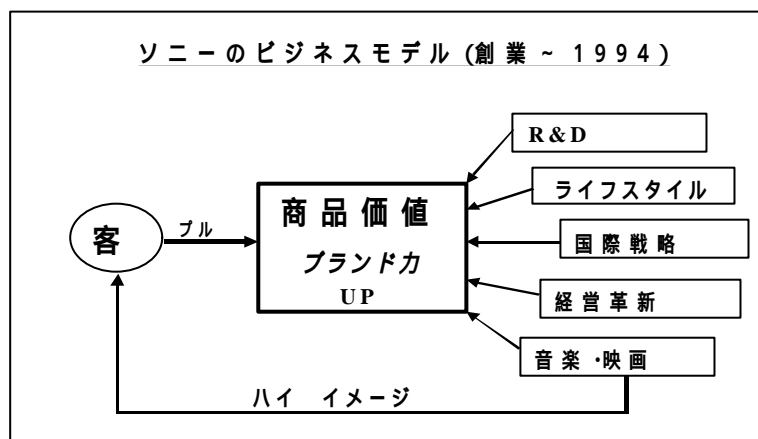 ソニーのビジネスモデル(創業~1994)
R&D
ライフスタイル
客
プル
商品価値
ブランド力
UP
国際戦略
経営革新
音楽・映画
ハイ イメージ